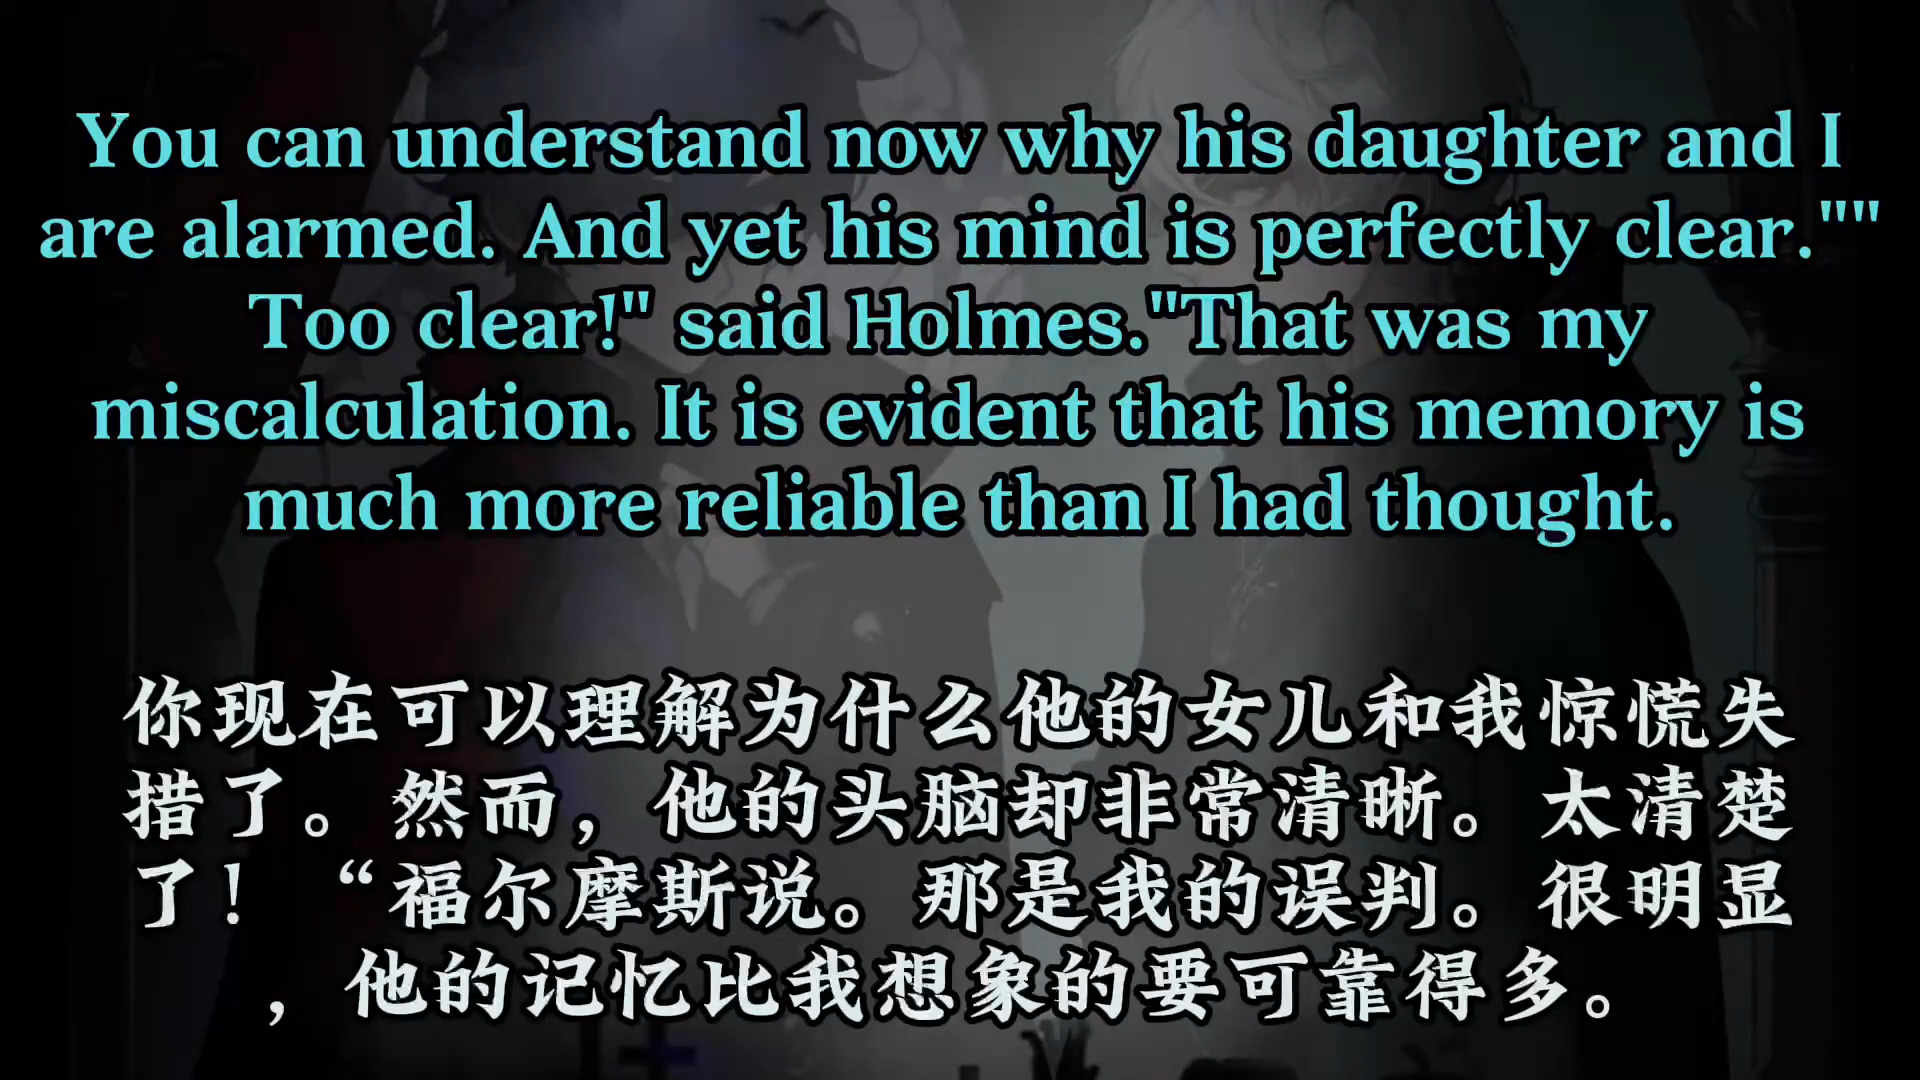 You can understand now why his daughter and I
are alarmed. And yet his mind is perfectly clear.""
Too clear!" said Holmes."That was my
miscalculation. It is evident that his memory is
much more reliable than I had thought.
你现在可以理解为什么他的女儿和我惊慌失
措了。然而，他的头脑却非常清晰。太清楚
了！“福尔摩斯说。那是我的误判。很明显
，他的记忆比我想象的要可靠得多。